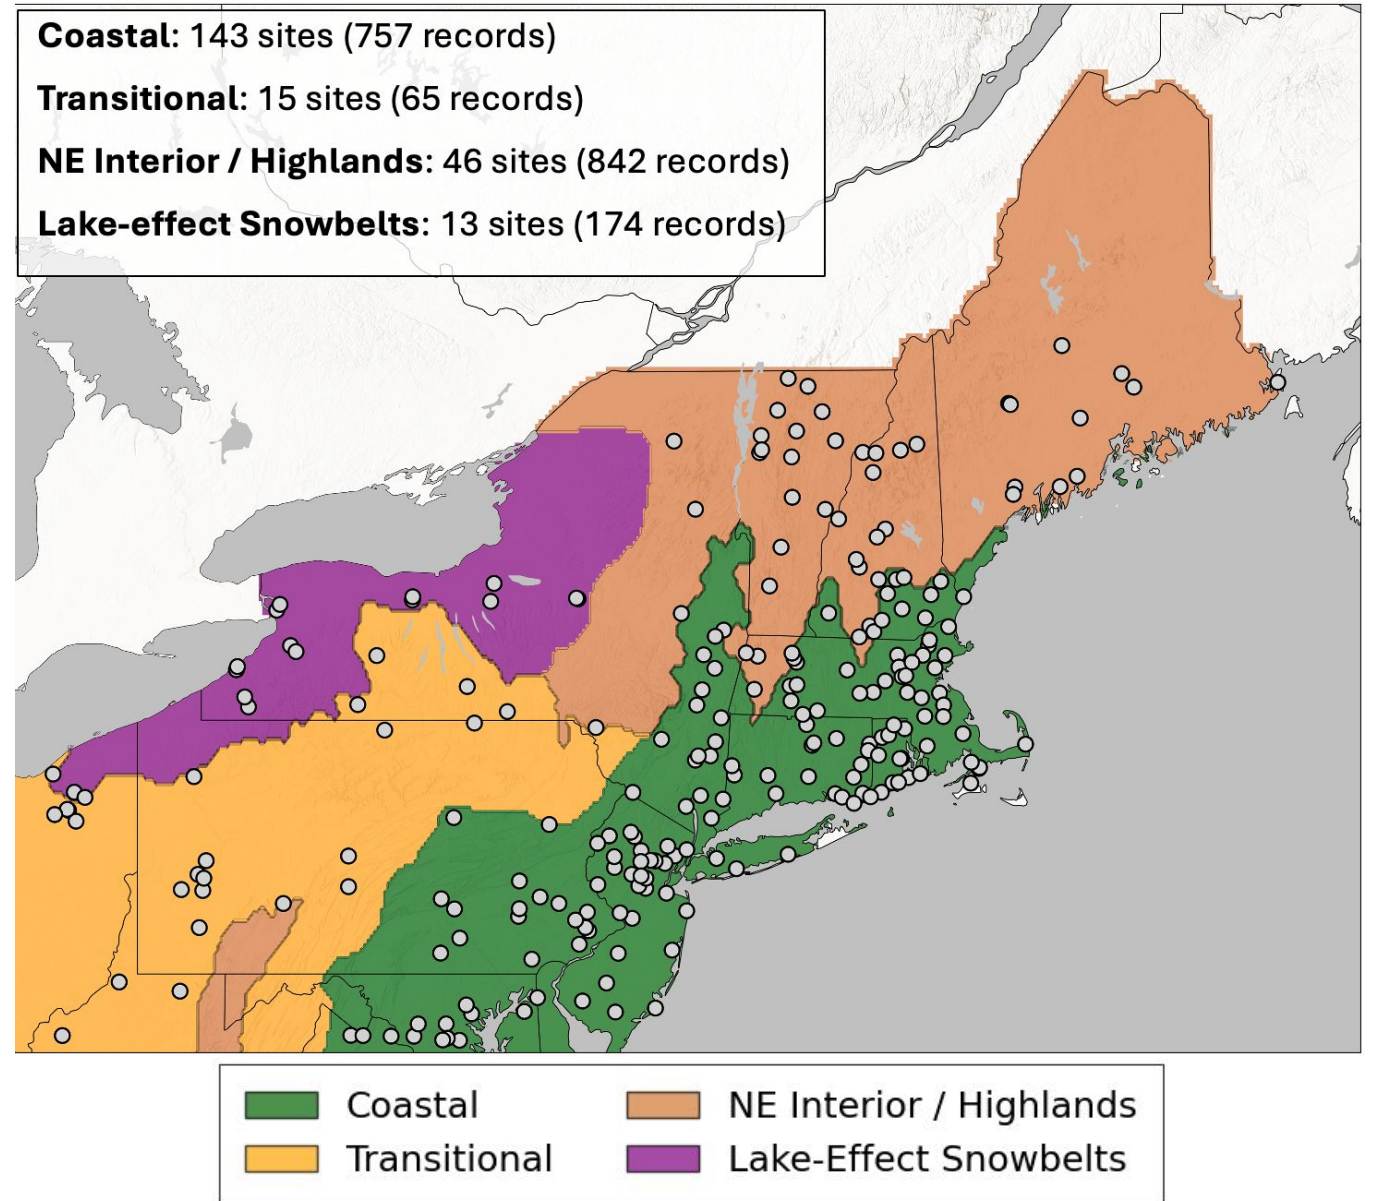 Coastal: 143 sites (757 records)
Transitional: 15 sites (65 records)
NE Interior / Highlands: 46 sites (842 records)
Lake-effect Snowbelts: 13 sites (174 records)
Coastal
NE Interior / Highlands
Transitional
Lake-Effect Snowbelts